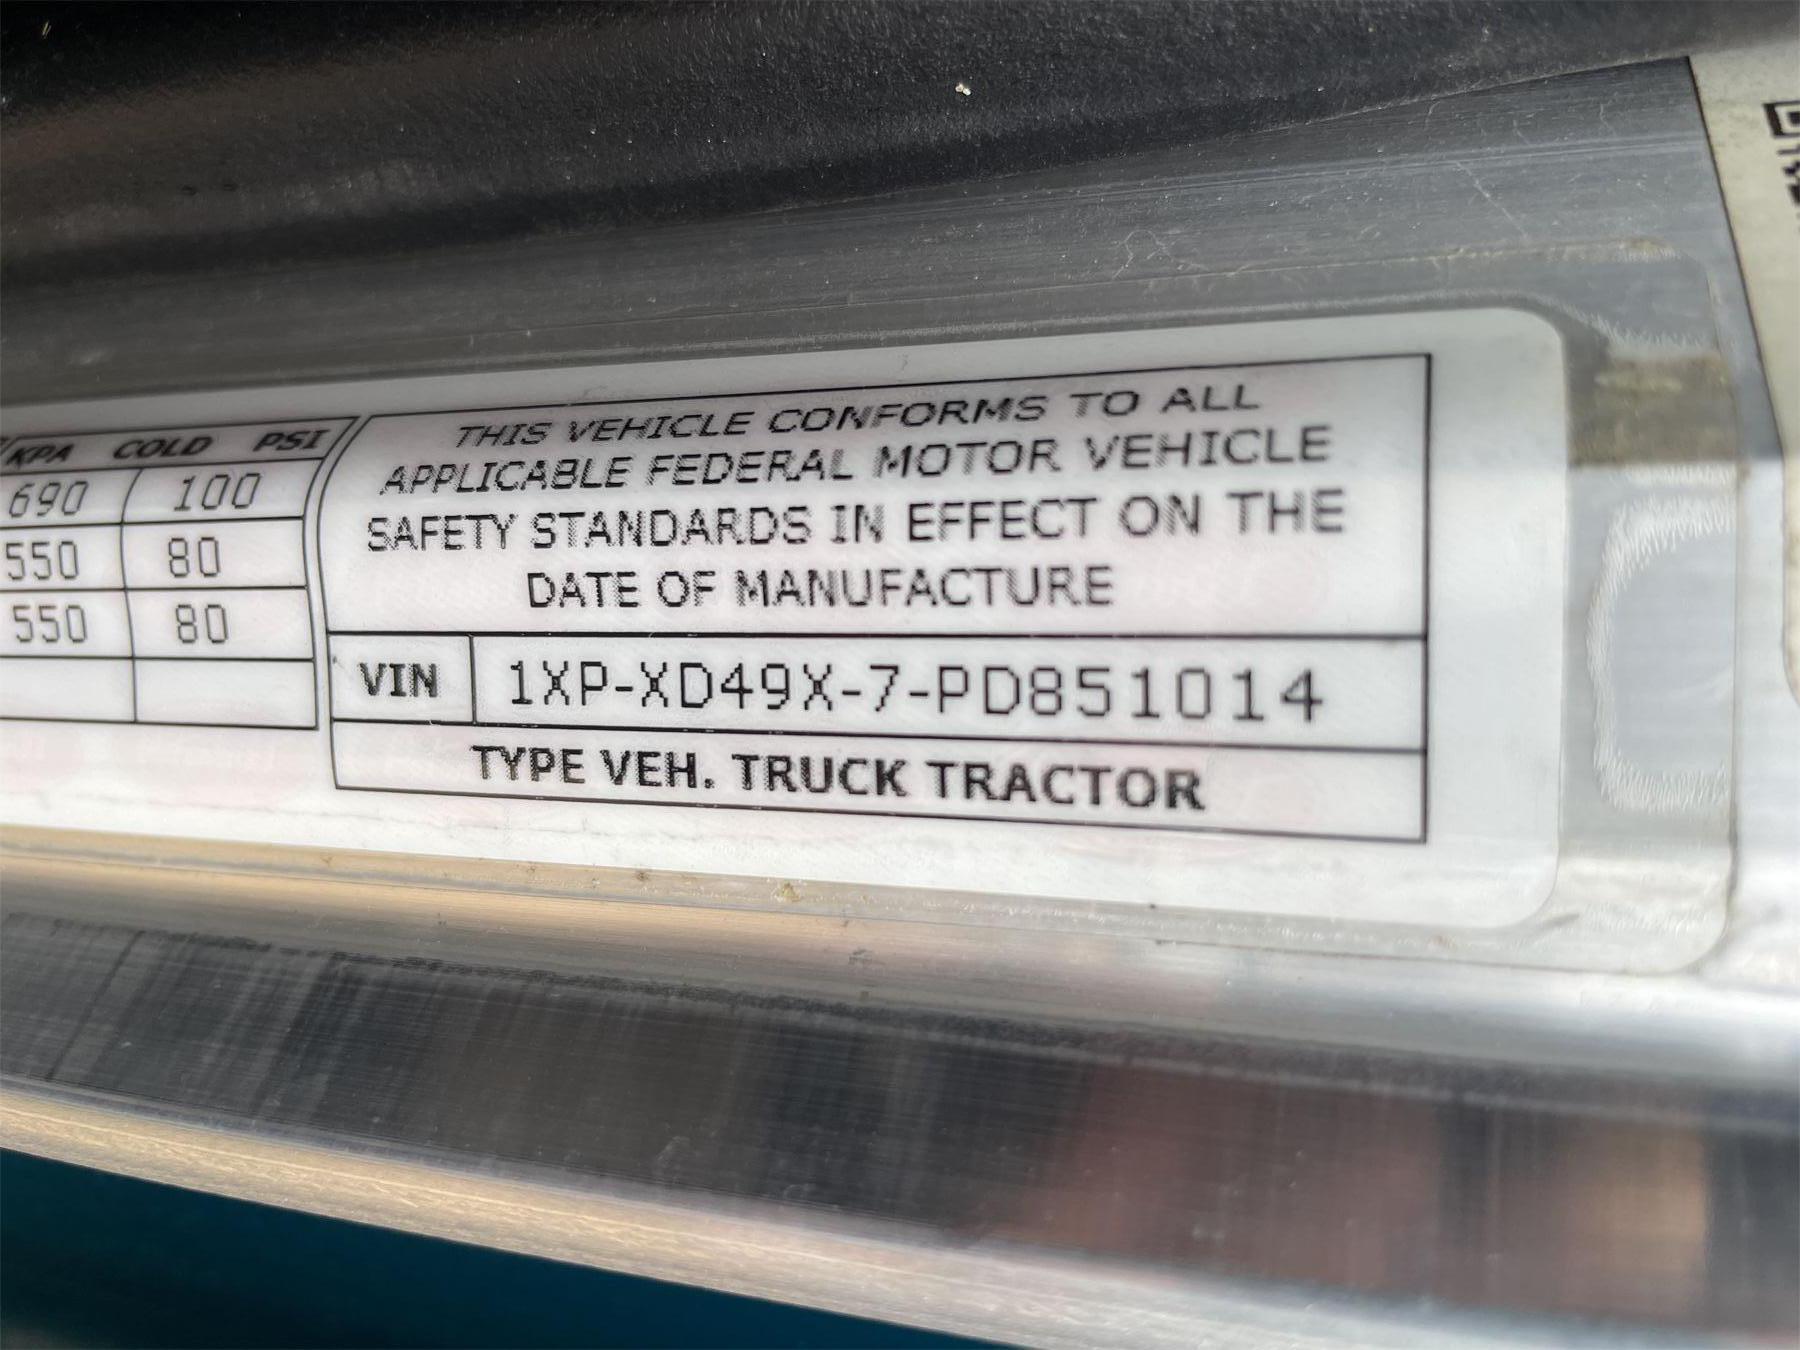 KPA COLD PSI
690 100
550 80
550 80
THIS VEHICLE CONFORMS TO ALL
APPLICABLE FEDERAL MOTOR VEHICLE
SAFETY STANDARDS IN EFFECT ON THE
DATE OF MANUFACTURE
VIN 1XP-XD49X-7-PD851014
TYPE VEH. TRUCK TRACTOR